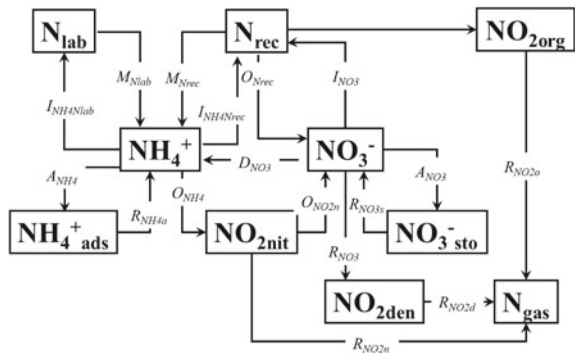 N_lab N_rec NO_2org
M_Nlab M_Nrec O_Nrec I_NO3
I_NH4Nlab I_NH4Nrec
NH_4^+ D_NO3 NO_3^- R_NO2o
A_NH4 O_NH4 A_NO3
R_NH4a O_NO2n R_NO3s
NH_4^+_ads NO_2nit NO_3^-_sto
R_NO3
NO_2den R_NO2d N_gas
R_NO2n